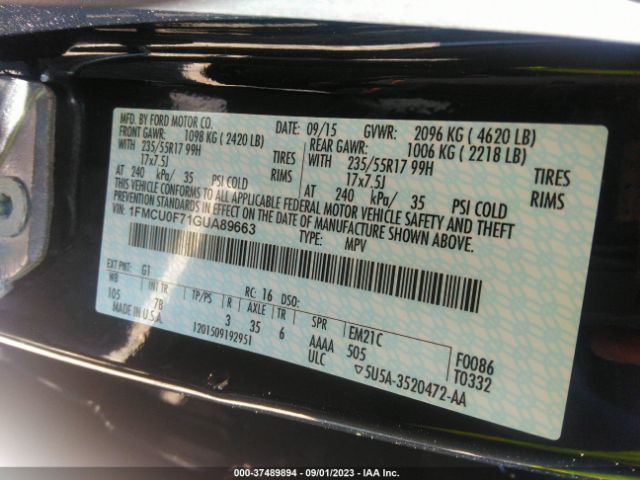 MFD. BY FORD MOTOR CO.
DATE: 09/15 GVWR: 2096 KG ( 4620 LB)
FRONT GAWR: 1098 KG ( 2420 LB) REAR GAWR: 1006 KG ( 2218 LB)
WITH 235/55R17 99H TIRES WITH 235/55R17 99H TIRES
17x7.5J RIMS 17x7.5J RIMS
AT 240 kPa/ 35 PSI COLD AT 240 kPa/ 35 PSI COLD
THIS VEHICLE CONFORMS TO ALL APPLICABLE FEDERAL MOTOR VEHICLE SAFETY AND THEFT
PREVENTION STANDARDS IN EFFECT ON THE DATE OF MANUFACTURE SHOWN ABOVE.
1FMCU0F71GUA89663
TYPE: MPV
EXT PNT: G1 RC: 16 DSO:
WB INT TR TP/PS R AXLE TR SPR EM21C
105 7B 3 35 6 AAAA 505 F0086
MADE IN U.S.A. 1201509192951 ULC T0332
5U5A-3520472-AA
000-37489894 - 09/01/2023 - IAA Inc.